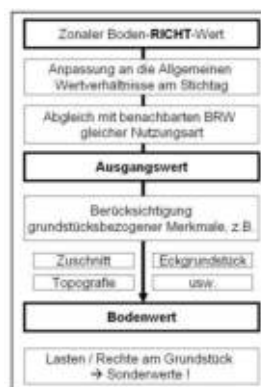 Zonaler Boden-RICHT-Wert
Anpassung an die Allgemeinen
Wertverhältnisse am Stichtag
Abgleich mit benachbarten BRW
gleicher Nutzungsart
Ausgangswert
Berücksichtigung
grundstücksbezogener Merkmale, z.B.
Zuschnitt
Eckgrundstück
Topografie
usw.
Bodenwert
Lasten / Rechte am Grundstück
→ Sonderwerte !